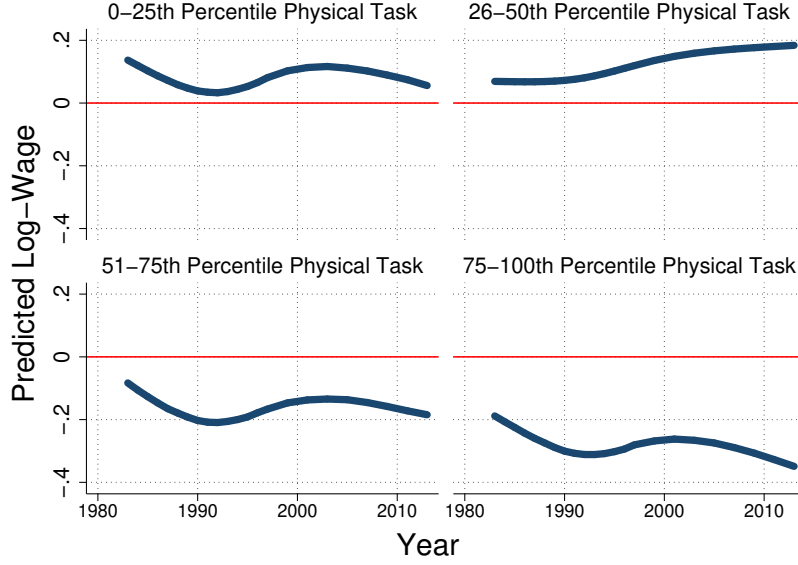 0−25th Percentile Physical Task
26−50th Percentile Physical Task
.2
0
−.2
−.4
51−75th Percentile Physical Task
75−100th Percentile Physical Task
.2
0
−.2
−.4
Predicted Log−Wage
1980
1990
2000
2010
1980
1990
2000
2010
Year